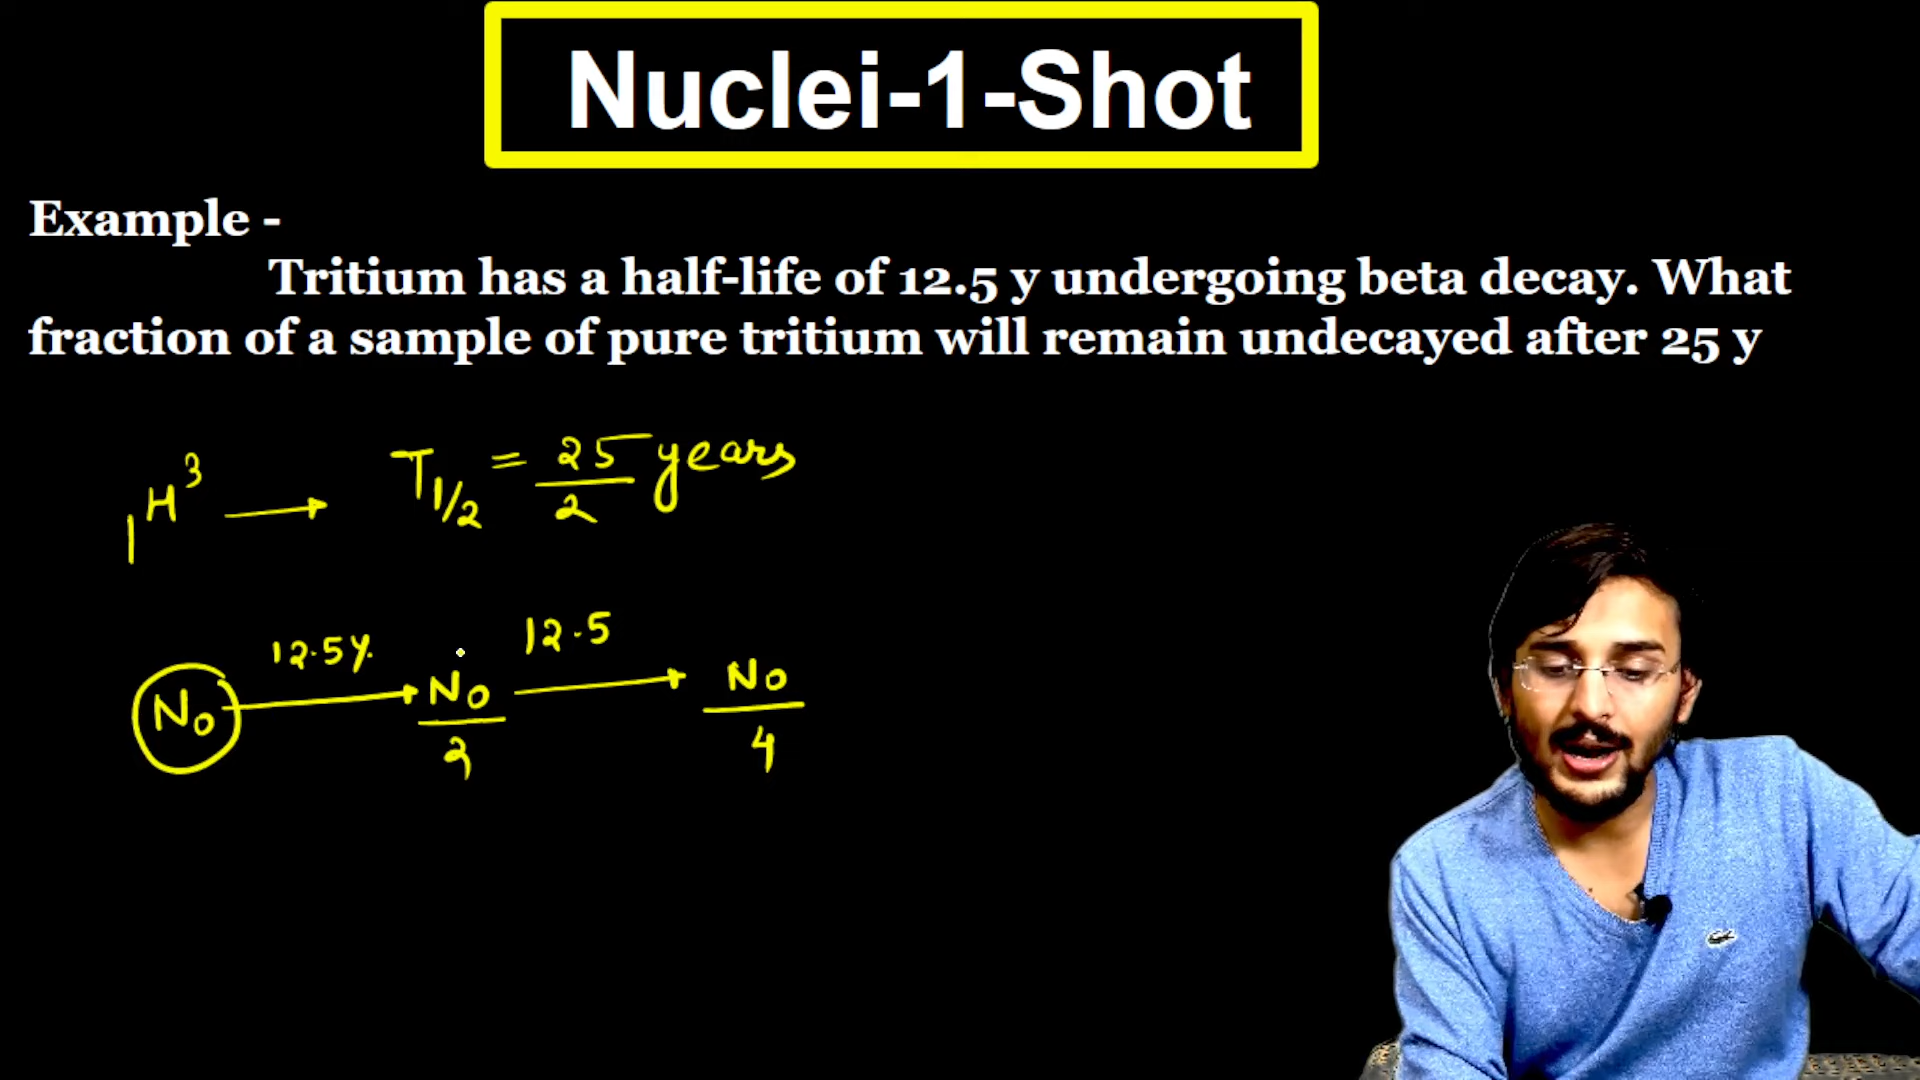 Nuclei-1-Shot
Example -
Tritium has a half-life of 12.5 y undergoing beta decay. What
fraction of a sample of pure tritium will remain undecayed after 25 y
₁H³ → T₁/₂ = 25/2 years
N₀ 12.5y. → N₀/2 12.5 → N₀/4